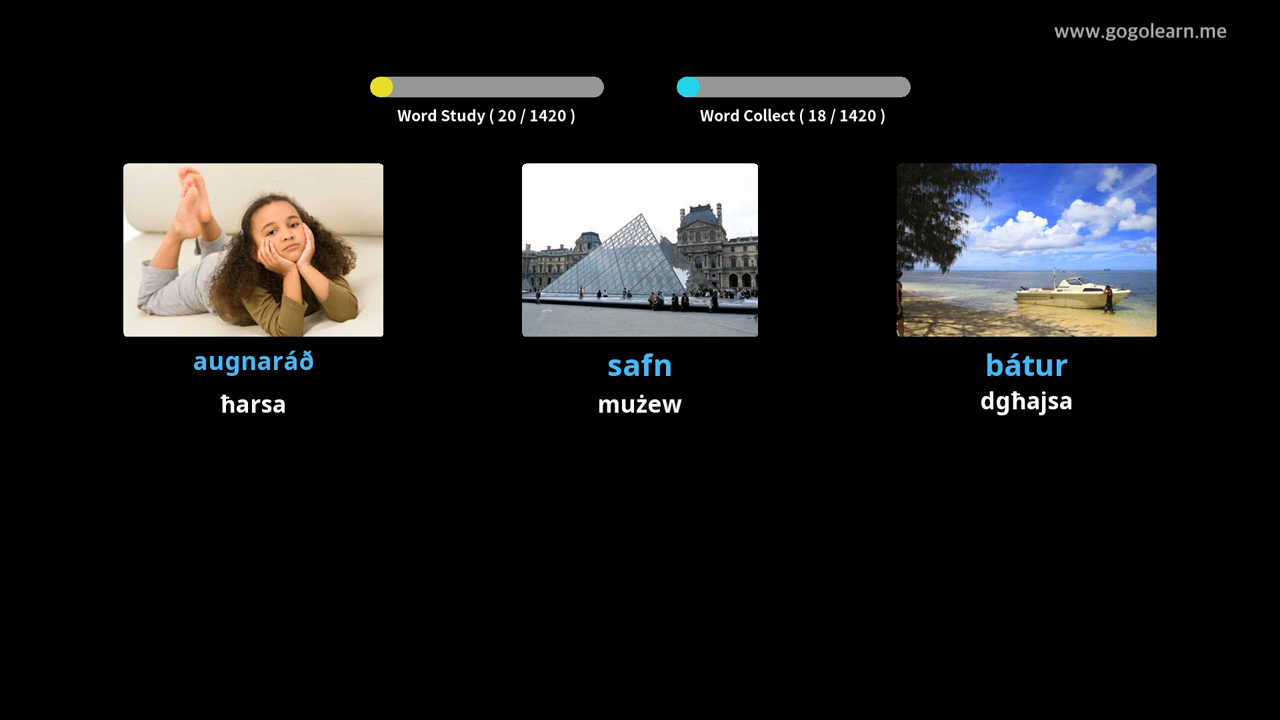 www.gogolearn.me
Word Study ( 20 / 1420 )
Word Collect ( 18 / 1420 )
augnaráð
safn
bátur
ħarsa
mużew
dgħajsa